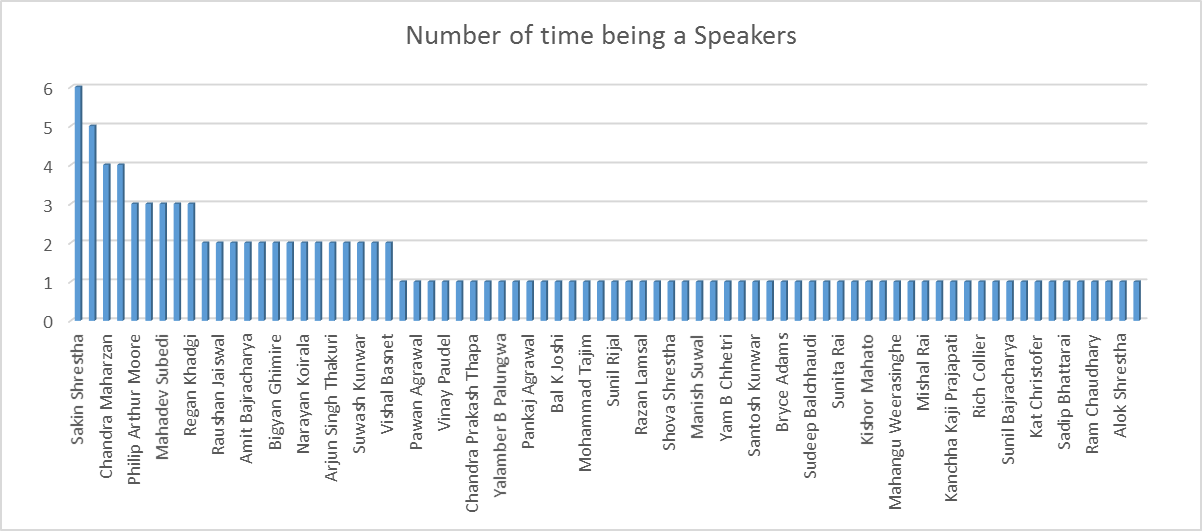 Number of time being a Speakers
6
5
4
3
2
1
0
Sakin Shrestha
Chandra Maharzan
Philip Arthur Moore
Mahadev Subedi
Regan Khadgi
Raushan Jaiswal
Amit Bajracharya
Bigyan Ghimire
Narayan Koirala
Arjun Singh Thakuri
Suwash Kunwar
Vishal Basnet
Pawan Agrawal
Vinay Paudel
Chandra Prakash Thapa
Yalamber B Palungwa
Pankaj Agrawal
Bal K Joshi
Mohammad Tajim
Sunil Rijal
Razan Lamsal
Shova Shrestha
Manish Suwal
Yam B Chhetri
Santosh Kunwar
Bryce Adams
Sudeep Balchhaudi
Sunita Rai
Kishor Mahato
Mahangu Weerasinghe
Mishal Rai
Kanchha Kaji Prajapati
Rich Collier
Sunil Bajracharya
Kat Christofer
Sadip Bhattarai
Ram Chaudhary
Alok Shrestha